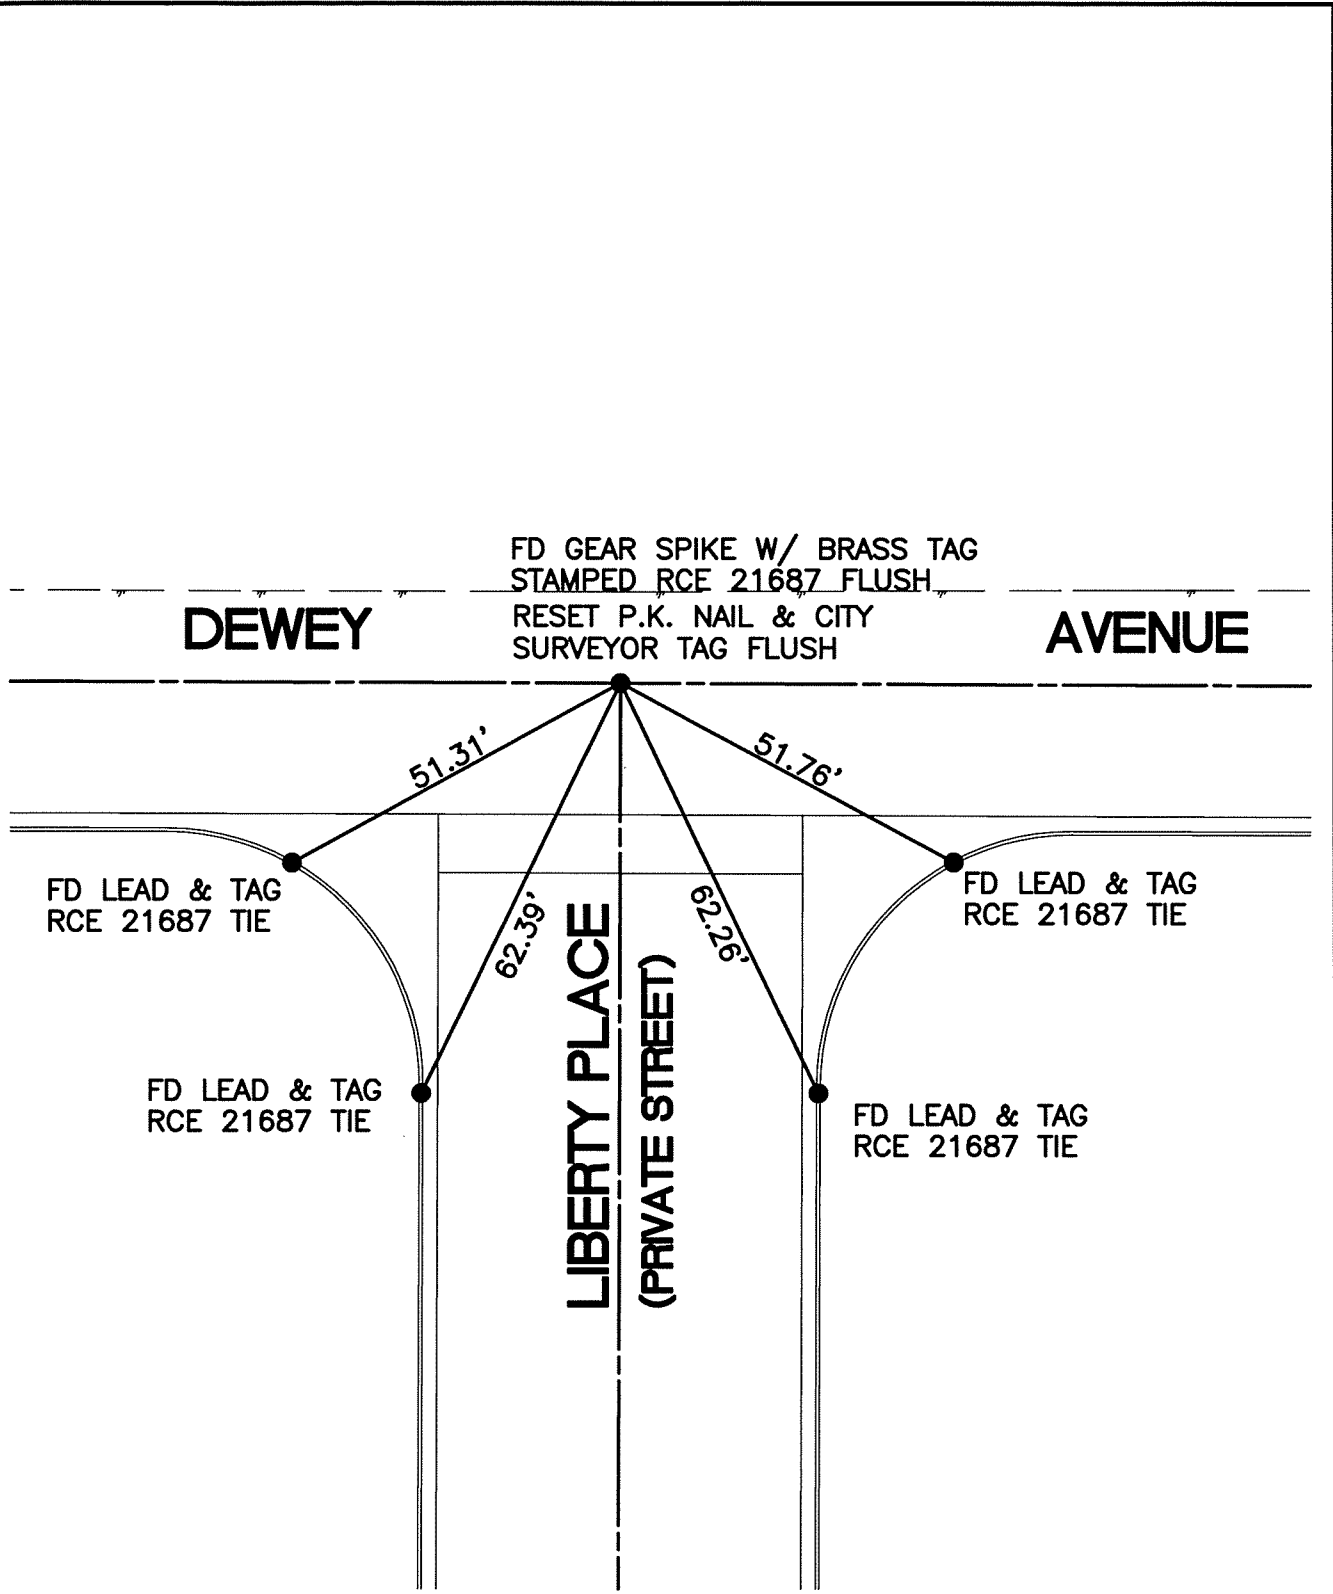 FD GEAR SPIKE W/ BRASS TAG
STAMPED RCE 21687 FLUSH
RESET P.K. NAIL & CITY
SURVEYOR TAG FLUSH
DEWEY AVENUE
51.31'
51.76'
62.39'
62.26'
FD LEAD & TAG
RCE 21687 TIE
FD LEAD & TAG
RCE 21687 TIE
LIBERTY PLACE
(PRIVATE STREET)
FD LEAD & TAG
RCE 21687 TIE
FD LEAD & TAG
RCE 21687 TIE